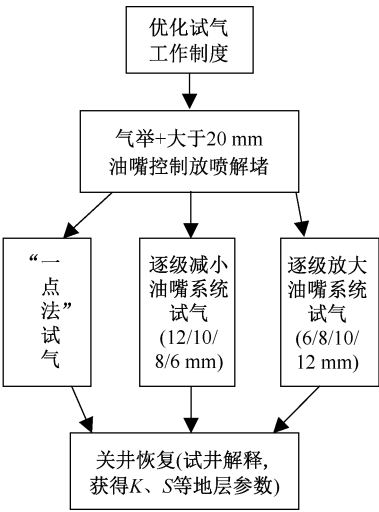 优化试气
工作制度
气举+大于20 mm
油嘴控制放喷解堵
“一
点
法”
试
气
逐级减小
油嘴系统
试气
(12/10/
8/6 mm)
逐级放大
油嘴系统
试气
(6/8/10/
12 mm)
关井恢复(试井解释,
获得K、S等地层参数)